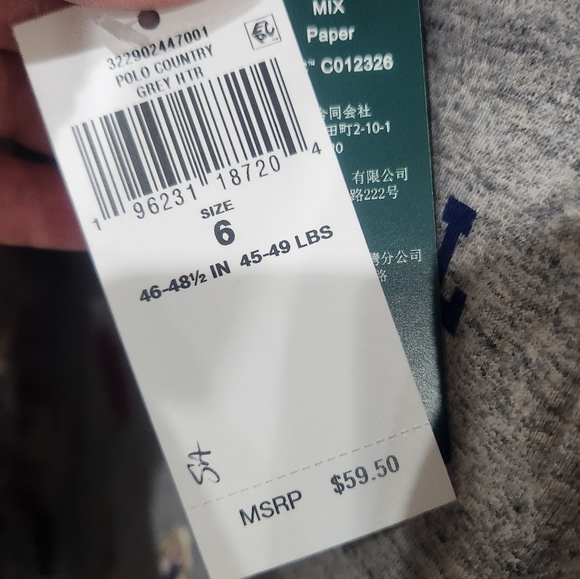 322902447001
POLO COUNTRY
GREY HTR
1 96231 18720 4
SIZE
6
46-48½ IN 45-49 LBS
MSRP $59.50
MIX
Paper
™ C012326
合同会社
田町2-10-1
有限公司
路222号
分公司
路